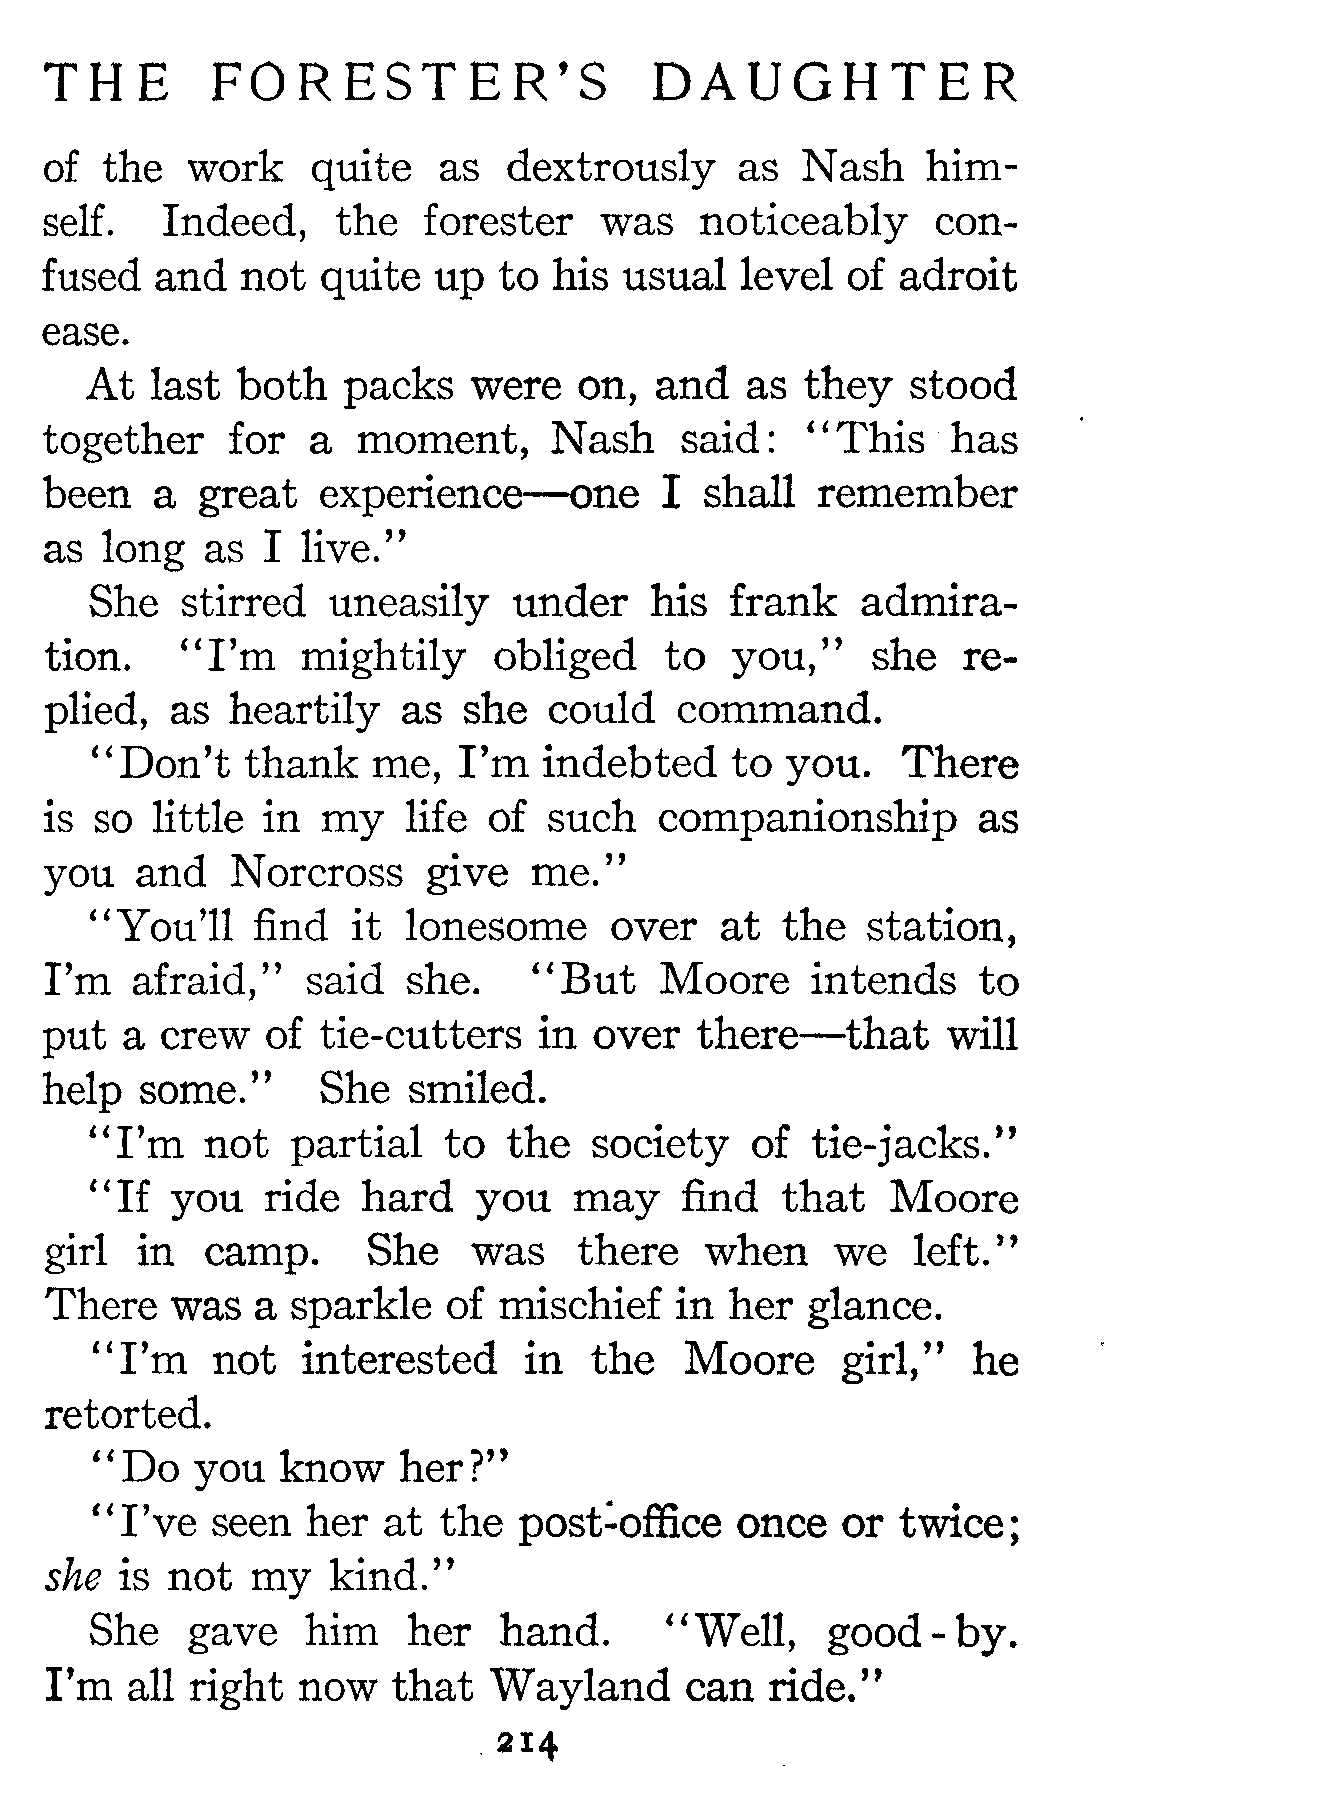 THE FORESTER'S DAUGHTER
of the work quite as dextrously as Nash him-
self. Indeed, the forester was noticeably con-
fused and not quite up to his usual level of adroit
ease.
At last both packs were on, and as they stood
together for a moment, Nash said: “This has
been a great experience—one I shall remember
as long as I live.”
She stirred uneasily under his frank admira-
tion. “I'm mightily obliged to you,” she re-
plied, as heartily as she could command.
“Don't thank me, I'm indebted to you. There
is so little in my life of such companionship as
you and Norcross give me.”
“You'll find it lonesome over at the station,
I'm afraid,” said she. “But Moore intends to
put a crew of tie-cutters in over there—that will
help some.” She smiled.
“I'm not partial to the society of tie-jacks.”
“If you ride hard you may find that Moore
girl in camp. She was there when we left.”
There was a sparkle of mischief in her glance.
“I'm not interested in the Moore girl,” he
retorted.
“Do you know her?”
“I've seen her at the post-office once or twice;
she is not my kind.”
She gave him her hand. “Well, good-by.
I'm all right now that Wayland can ride.”
214